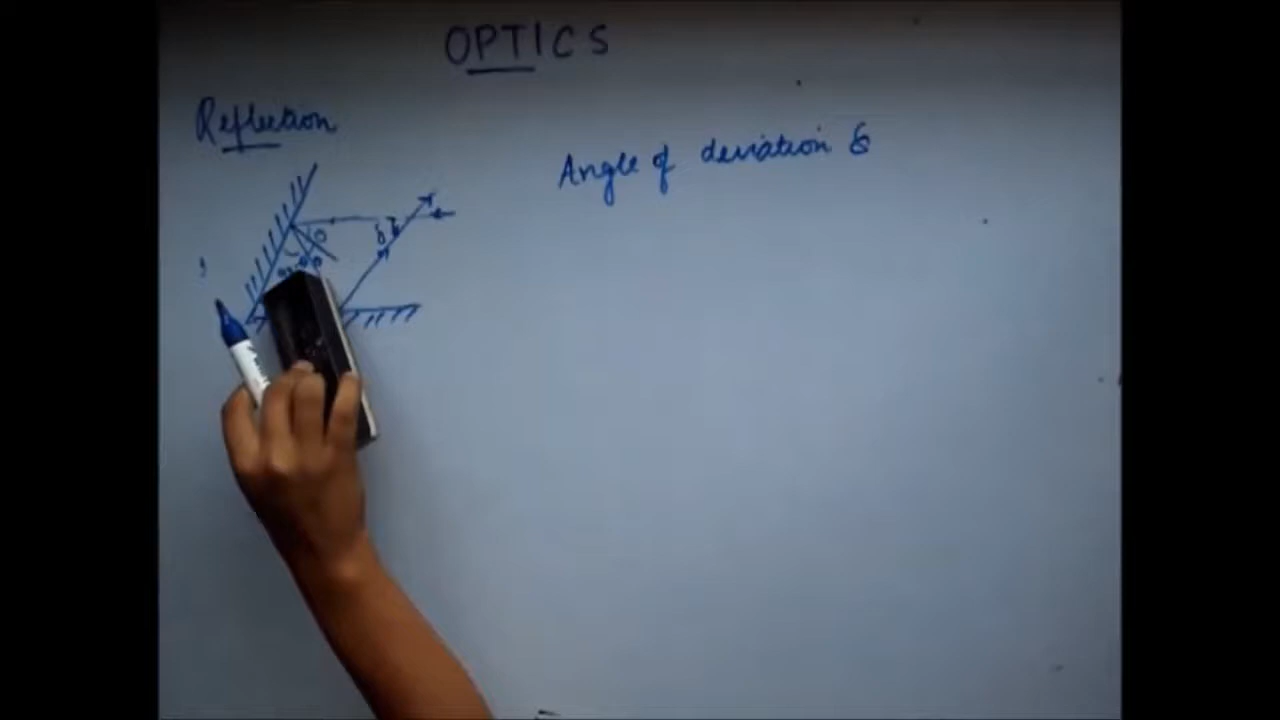 OPTICS
Reflection
Angle of deviation δ